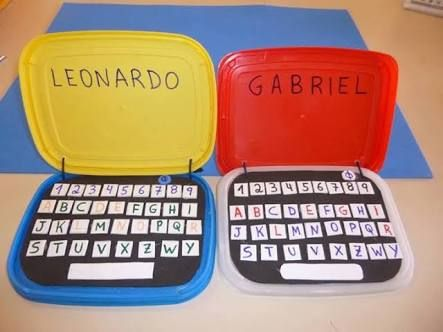 LEONARDO
0
1 2 3 4 5 6 7 8 9
A B C D E F G H I
J K L M N O P Q R
S T U V X Z W Y
GABRIEL
1 2 3 4 5 6 7 8 9
A B C D E F G H I
J K L M N O P Q R
S T U V X Z W Y